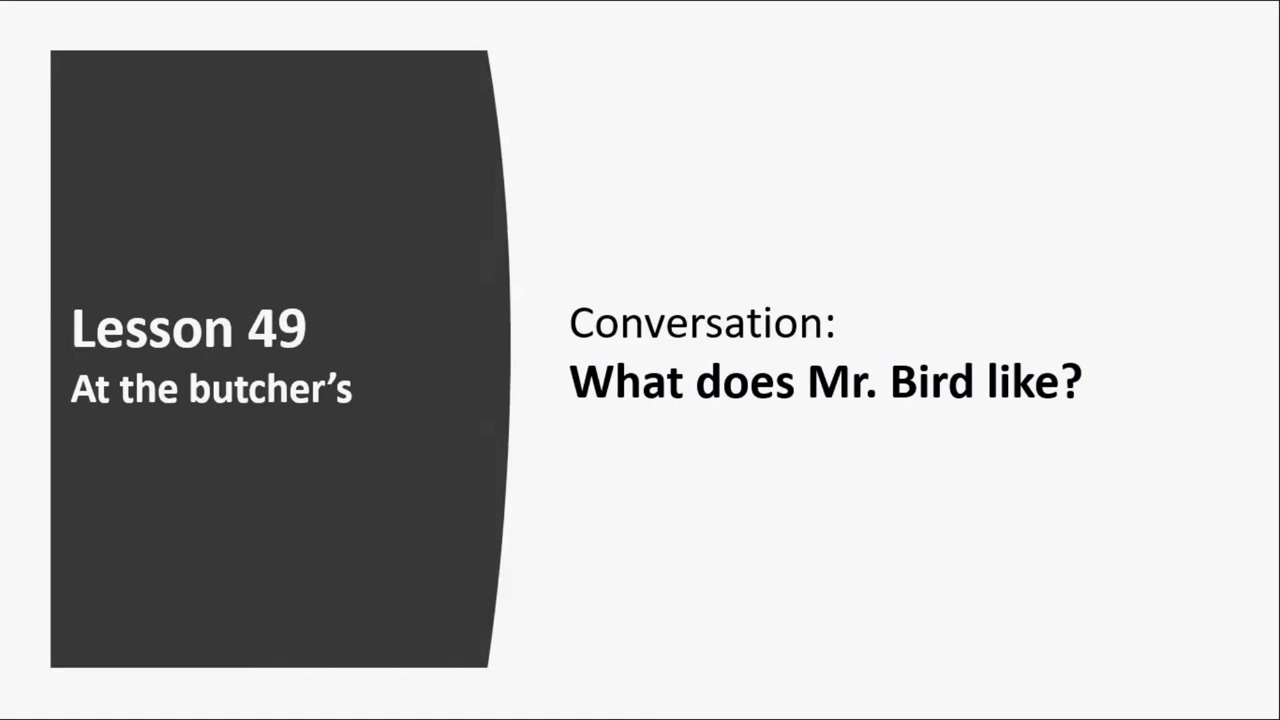 Lesson 49
At the butcher’s
Conversation:
What does Mr. Bird like?